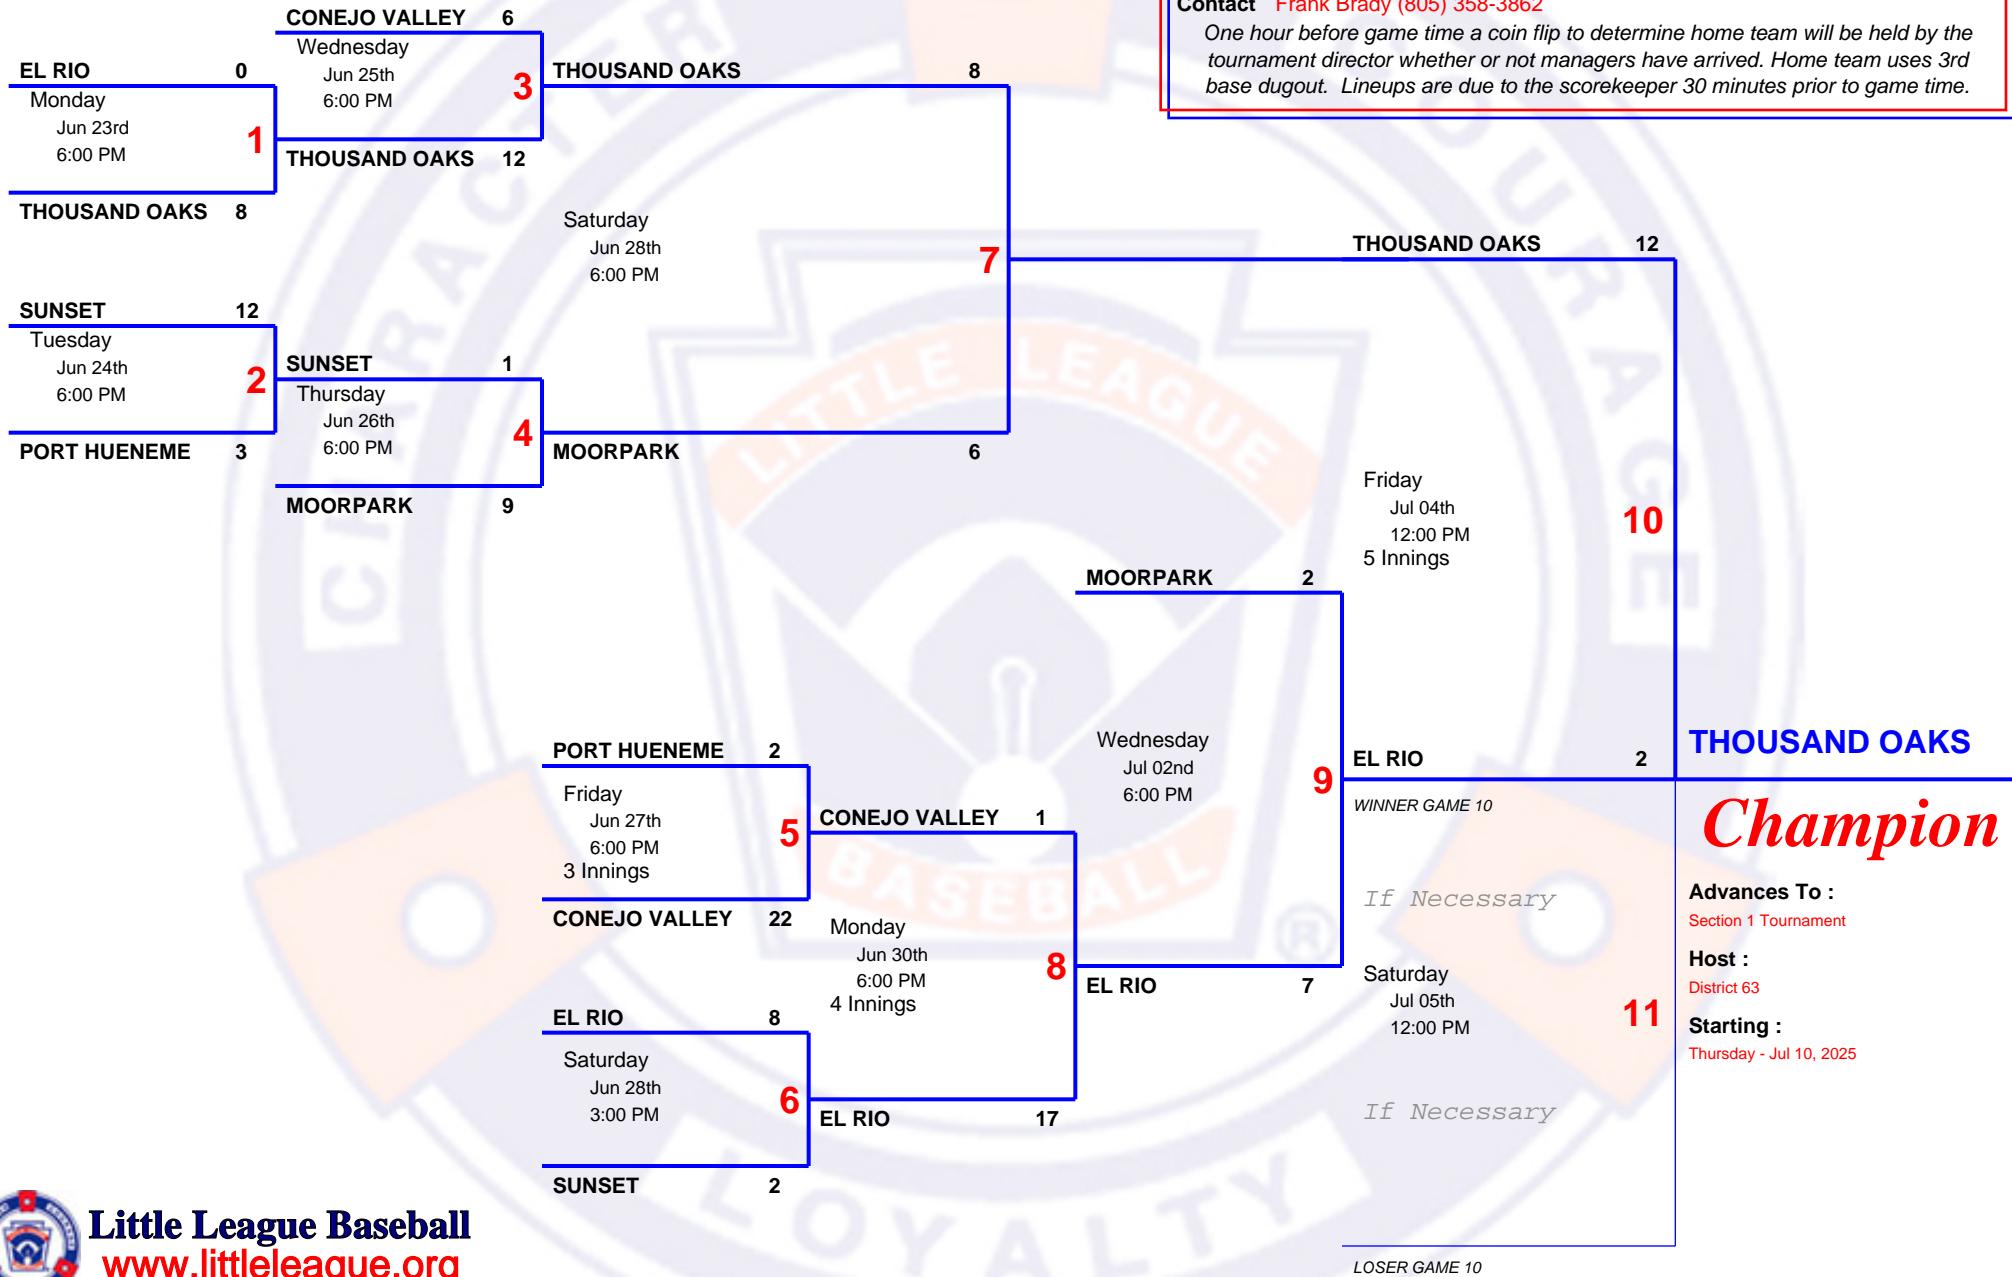 Contact Frank Brady (805) 358-3862
One hour before game time a coin flip to determine home team will be held by the
tournament director whether or not managers have arrived. Home team uses 3rd
base dugout. Lineups are due to the scorekeeper 30 minutes prior to game time.
EL RIO 0
Monday
Jun 23rd
6:00 PM
1
THOUSAND OAKS 8
SUNSET 12
Tuesday
Jun 24th
6:00 PM
2
PORT HUENEME 3
CONEJO VALLEY 6
Wednesday
Jun 25th
6:00 PM
3
THOUSAND OAKS 12
SUNSET 1
Thursday
Jun 26th
6:00 PM
4
MOORPARK 9
THOUSAND OAKS 8
Saturday
Jun 28th
6:00 PM
7
MOORPARK 6
PORT HUENEME 2
Friday
Jun 27th
6:00 PM
3 Innings
5
CONEJO VALLEY 22
EL RIO 8
Saturday
Jun 28th
3:00 PM
6
SUNSET 2
CONEJO VALLEY 1
Monday
Jun 30th
6:00 PM
4 Innings
8
EL RIO 17
MOORPARK 2
Wednesday
Jul 02nd
6:00 PM
9
EL RIO 7
THOUSAND OAKS 12
Friday
Jul 04th
12:00 PM
5 Innings
10
EL RIO 2
WINNER GAME 10
If Necessary
Saturday
Jul 05th
12:00 PM
11
If Necessary
LOSER GAME 10
THOUSAND OAKS
Champion
Advances To :
Section 1 Tournament
Host :
District 63
Starting :
Thursday - Jul 10, 2025
CHARACTER
COURAGE
LOYALTY
LITTLE LEAGUE
BASEBALL
®
Little League Baseball
www.littleleague.org